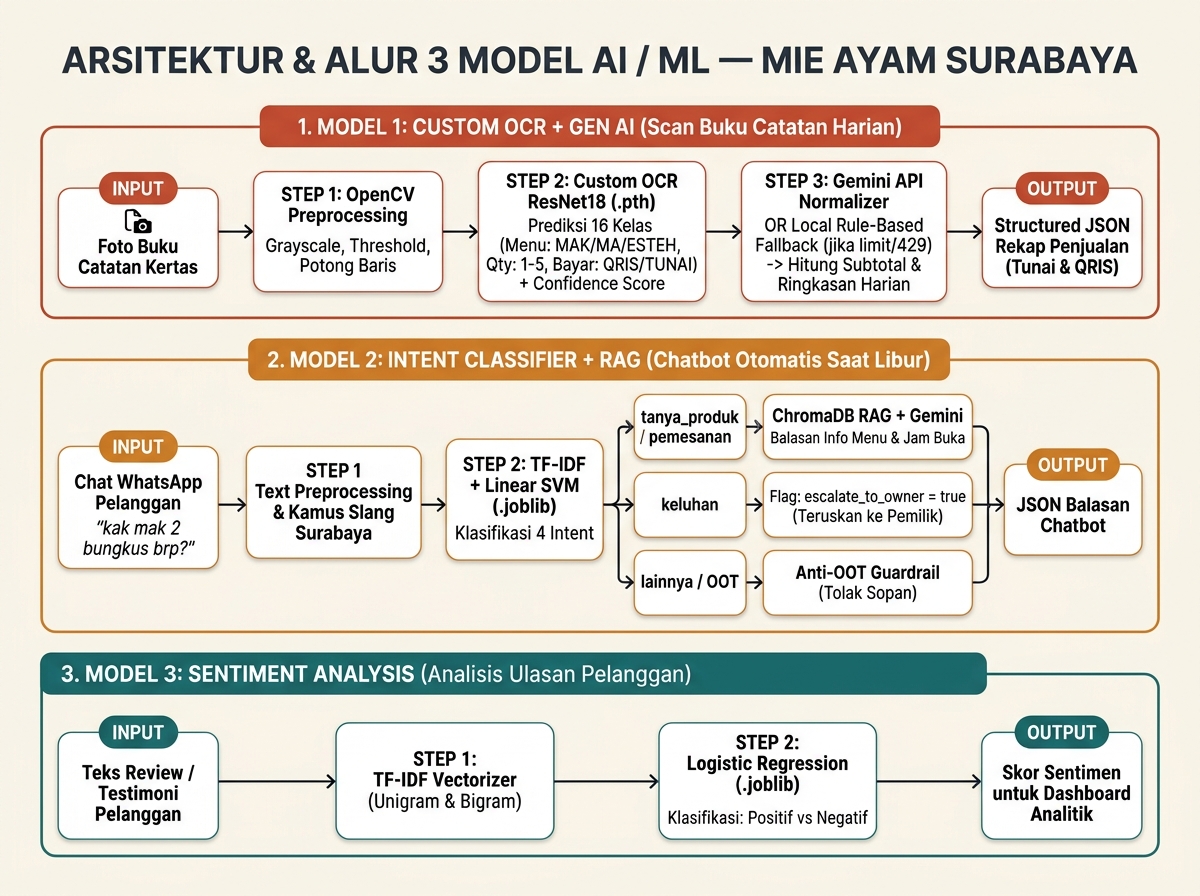 ARSITEKTUR & ALUR 3 MODEL AI / ML — MIE AYAM SURABAYA
1. MODEL 1: CUSTOM OCR + GEN AI (Scan Buku Catatan Harian)
INPUT
Foto Buku
Catatan Kertas
STEP 1: OpenCV
Preprocessing
Grayscale, Threshold,
Potong Baris
STEP 2: Custom OCR
ResNet18 (.pth)
Prediksi 16 Kelas
(Menu: MAK/MA/ESTEH,
Qty: 1-5, Bayar: QRIS/TUNAI)
+ Confidence Score
STEP 3: Gemini API
Normalizer
OR Local Rule-Based
Fallback (jika limit/429)
-> Hitung Subtotal &
Ringkasan Harian
OUTPUT
Structured JSON
Rekap Penjualan
(Tunai & QRIS)
2. MODEL 2: INTENT CLASSIFIER + RAG (Chatbot Otomatis Saat Libur)
INPUT
Chat WhatsApp
Pelanggan
"kak mak 2
bungkus brp?"
STEP 1
Text Preprocessing
& Kamus Slang
Surabaya
STEP 2: TF-IDF
+ Linear SVM
(.joblib)
Klasifikasi 4 Intent
tanya_produk
/ pemesanan
ChromaDB RAG + Gemini
Balasan Info Menu & Jam Buka
keluhan
Flag: escalate_to_owner = true
(Teruskan ke Pemilik)
lainnya / OOT
Anti-OOT Guardrail
(Tolak Sopan)
OUTPUT
JSON Balasan
Chatbot
3. MODEL 3: SENTIMENT ANALYSIS (Analisis Ulasan Pelanggan)
INPUT
Teks Review /
Testimoni
Pelanggan
STEP 1:
TF-IDF Vectorizer
(Unigram & Bigram)
STEP 2:
Logistic Regression
(.joblib)
Klasifikasi: Positif vs Negatif
OUTPUT
Skor Sentimen
untuk Dashboard
Analitik